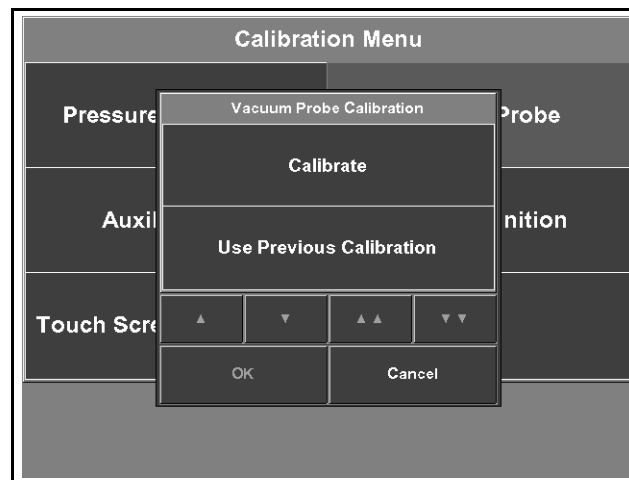 Calibration Menu
Pressure
Vacuum Probe Calibration
Probe
Calibrate
Auxil
nition
Use Previous Calibration
Touch Scre
▲ ▼ ▲▲ ▼▼
OK Cancel